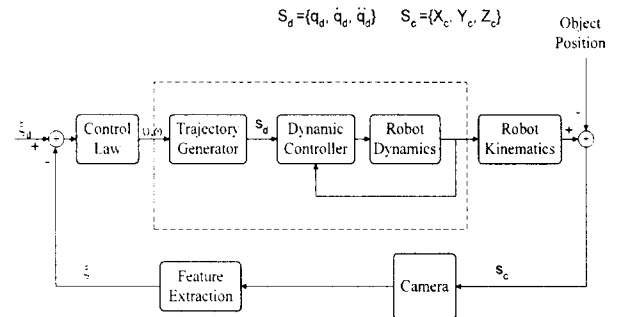 S_d={q_d, q̇_d, q̈_d} S_c={X_c, Y_c, Z_c}
Object
Position
ξ_d
+
-
Control
Law
υ,ω
Trajectory
Generator
S_d
Dynamic
Controller
Robot
Dynamics
Robot
Kinematics
+
-
ξ
Feature
Extraction
Camera
S_c